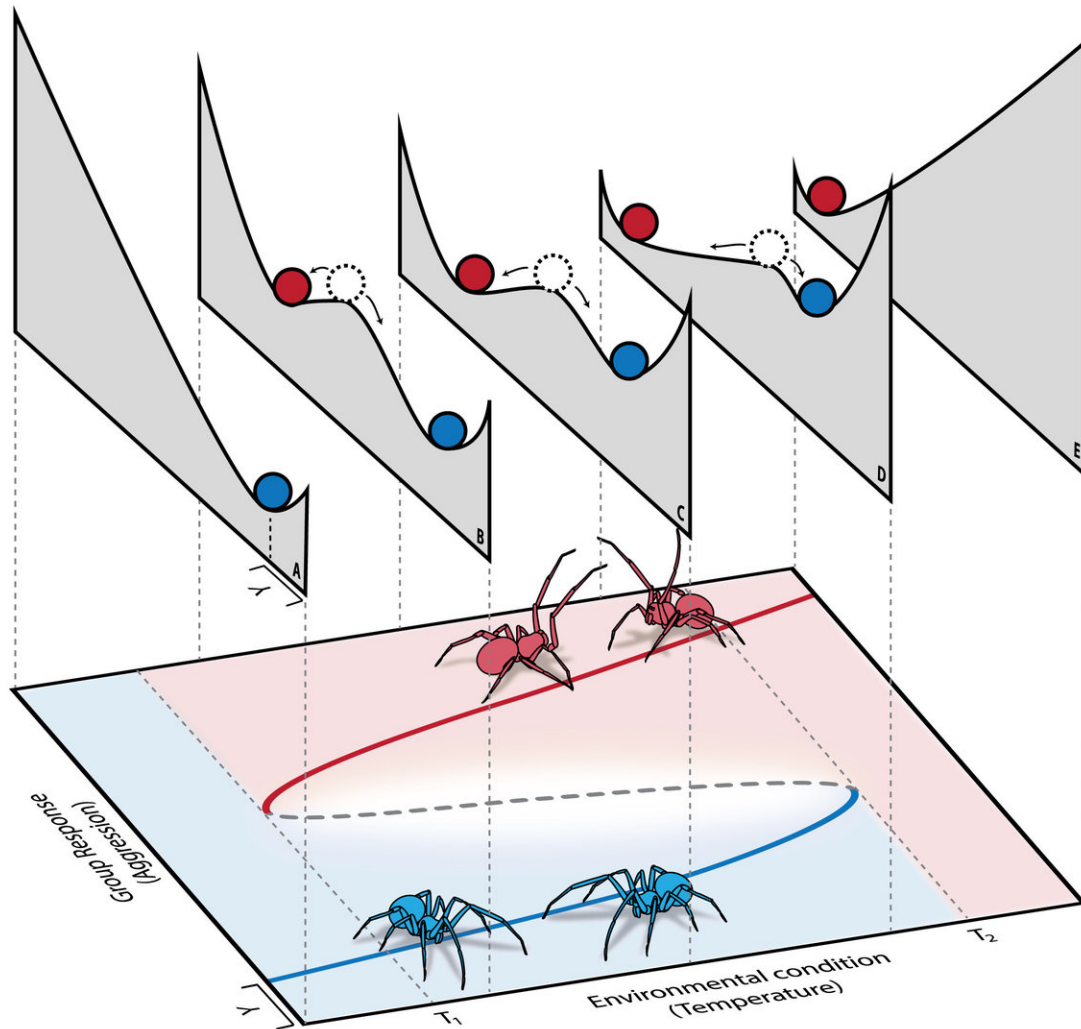 A
B
C
D
E
Y
Group Response
(Aggression)
Y
T1
Environmental condition
(Temperature)
T2